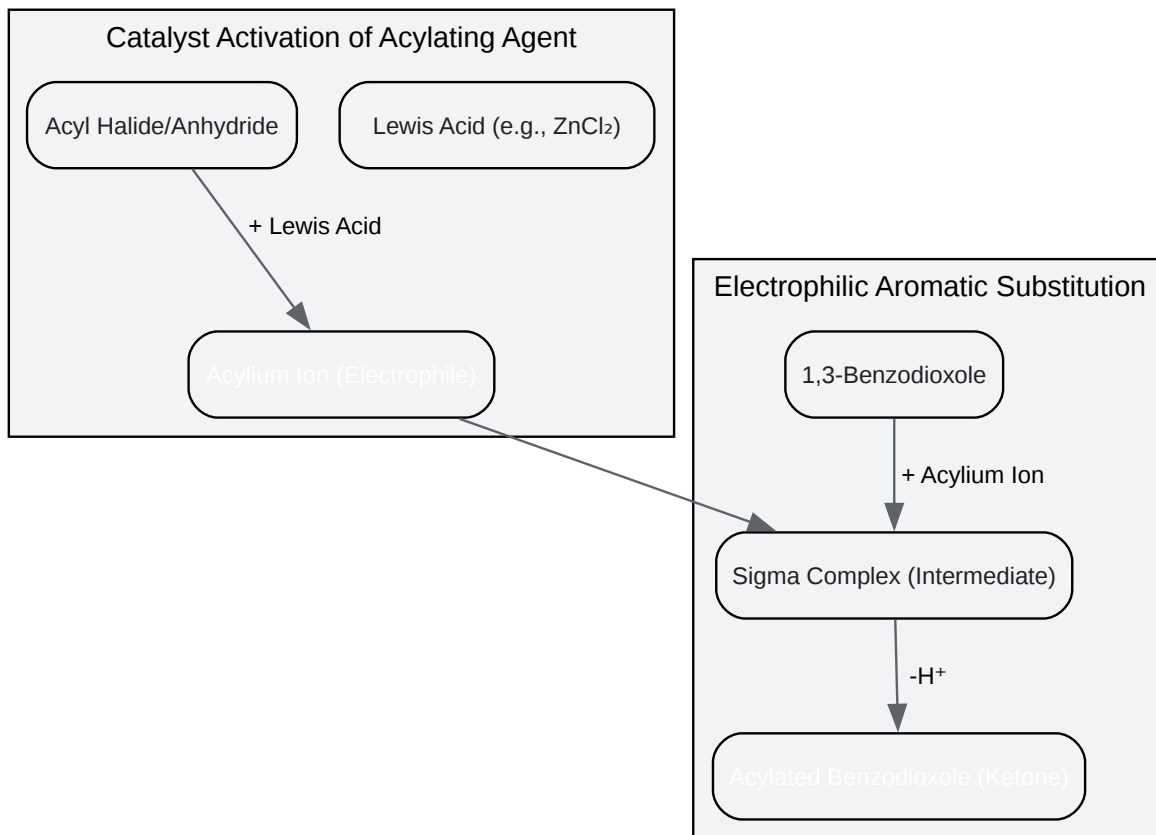 Catalyst Activation of Acylating Agent
Acyl Halide/Anhydride
Lewis Acid (e.g., ZnCl₂)
+ Lewis Acid
Acylium Ion (Electrophile)
Electrophilic Aromatic Substitution
1,3-Benzodioxole
+ Acylium Ion
Sigma Complex (Intermediate)
-H⁺
Acylated Benzodioxole (Ketone)